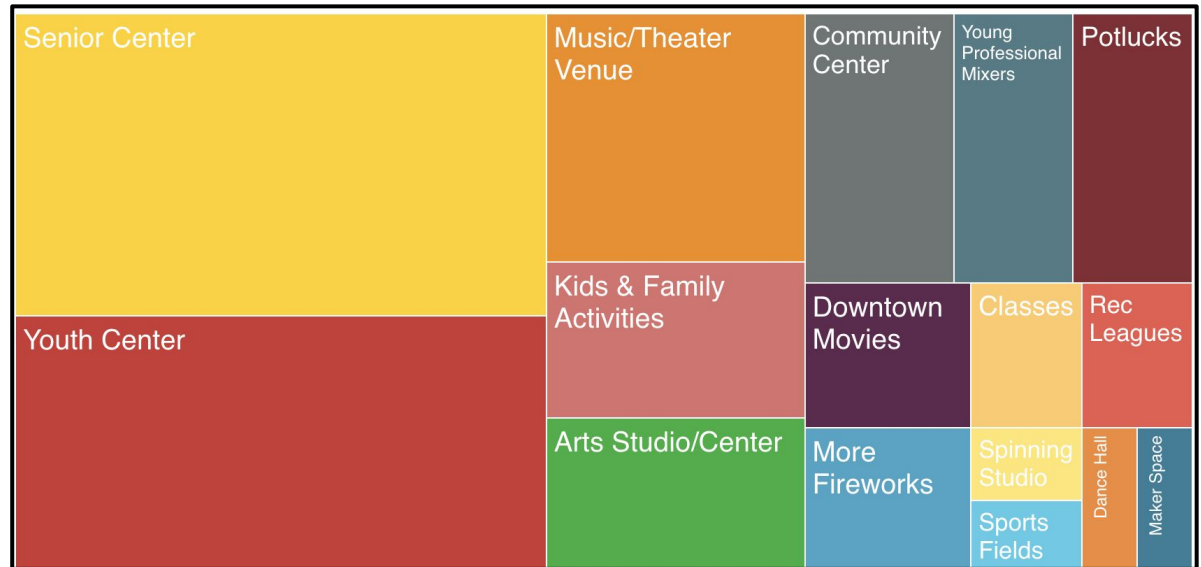 Senior Center
Youth Center
Music/Theater
Venue
Kids & Family
Activities
Arts Studio/Center
Community
Center
Young
Professional
Mixers
Potlucks
Downtown
Movies
Classes
Rec
Leagues
More
Fireworks
Spinning
Studio
Sports
Fields
Dance Hall
Maker Space